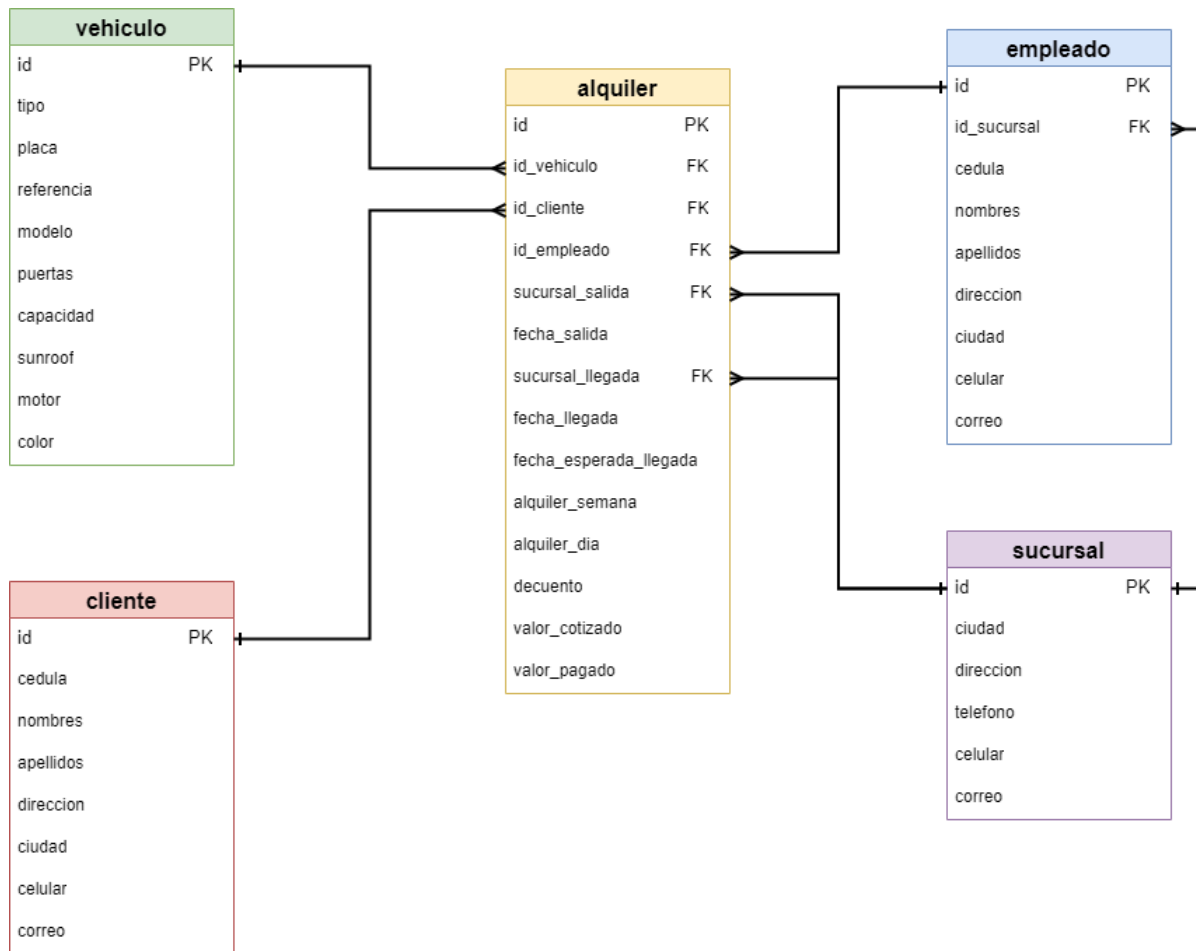 vehiculo
id PK
tipo
placa
referencia
modelo
puertas
capacidad
sunroof
motor
color
cliente
id PK
cedula
nombres
apellidos
direccion
ciudad
celular
correo
alquiler
id PK
id_vehiculo FK
id_cliente FK
id_empleado FK
sucursal_salida FK
fecha_salida
sucursal_llegada FK
fecha_llegada
fecha_esperada_llegada
alquiler_semana
alquiler_dia
decuento
valor_cotizado
valor_pagado
empleado
id PK
id_sucursal FK
cedula
nombres
apellidos
direccion
ciudad
celular
correo
sucursal
id PK
ciudad
direccion
telefono
celular
correo